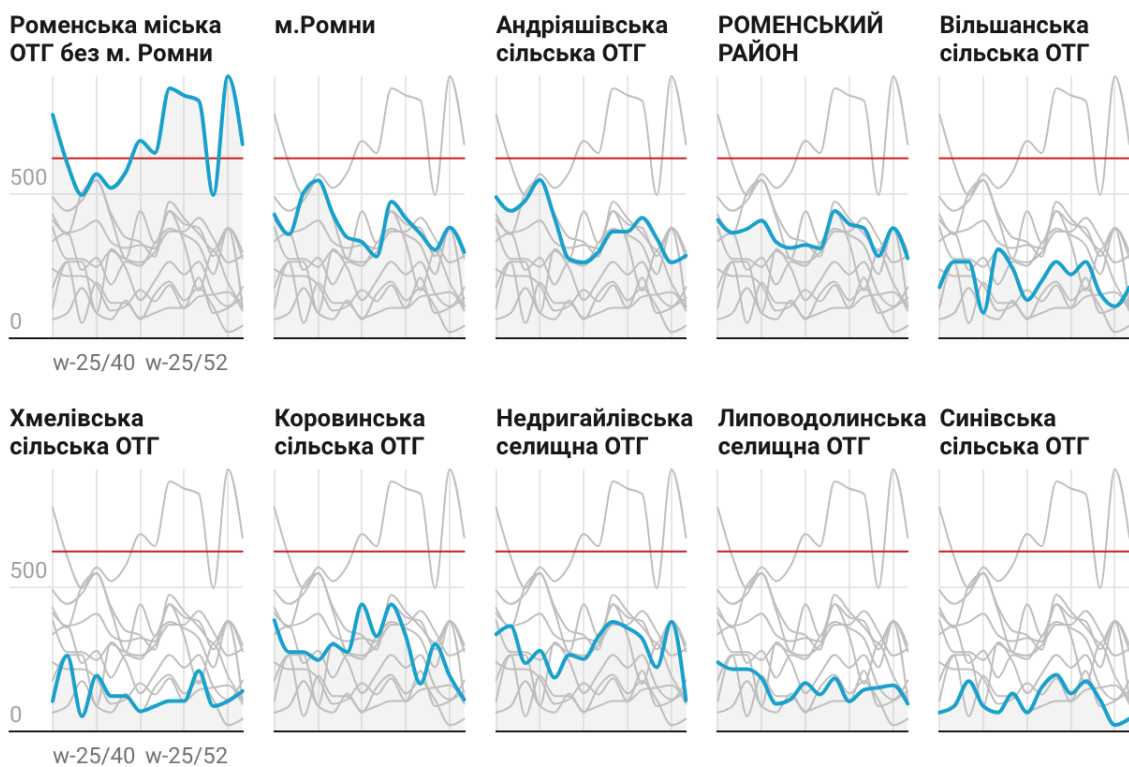 Роменська міська
ОТГ без м. Ромни
м.Ромни
Андріяшівська
сільська ОТГ
РОМЕНСЬКИЙ
РАЙОН
Вільшанська
сільська ОТГ
500
0
w-25/40 w-25/52
Хмелівська
сільська ОТГ
Коровинська
сільська ОТГ
Недригайлівська
селищна ОТГ
Липоводолинська
селищна ОТГ
Синівська
сільська ОТГ
500
0
w-25/40 w-25/52